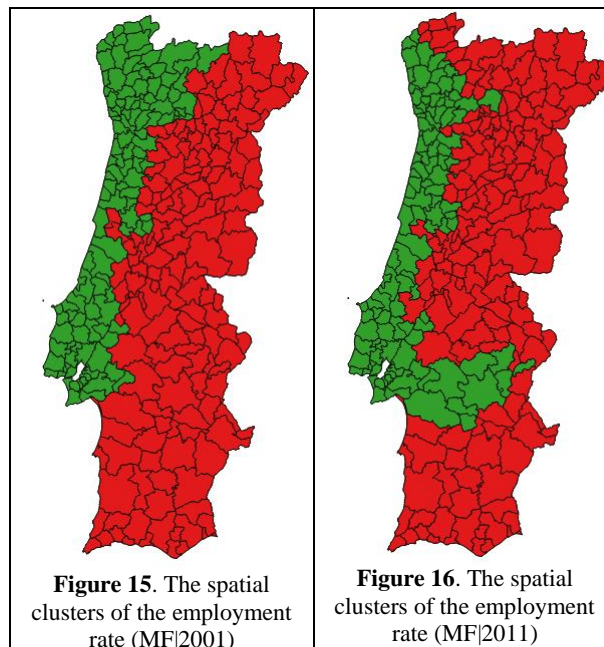 Figure 15. The spatial
clusters of the employment
rate (MF|2001)
Figure 16. The spatial
clusters of the employment
rate (MF|2011)